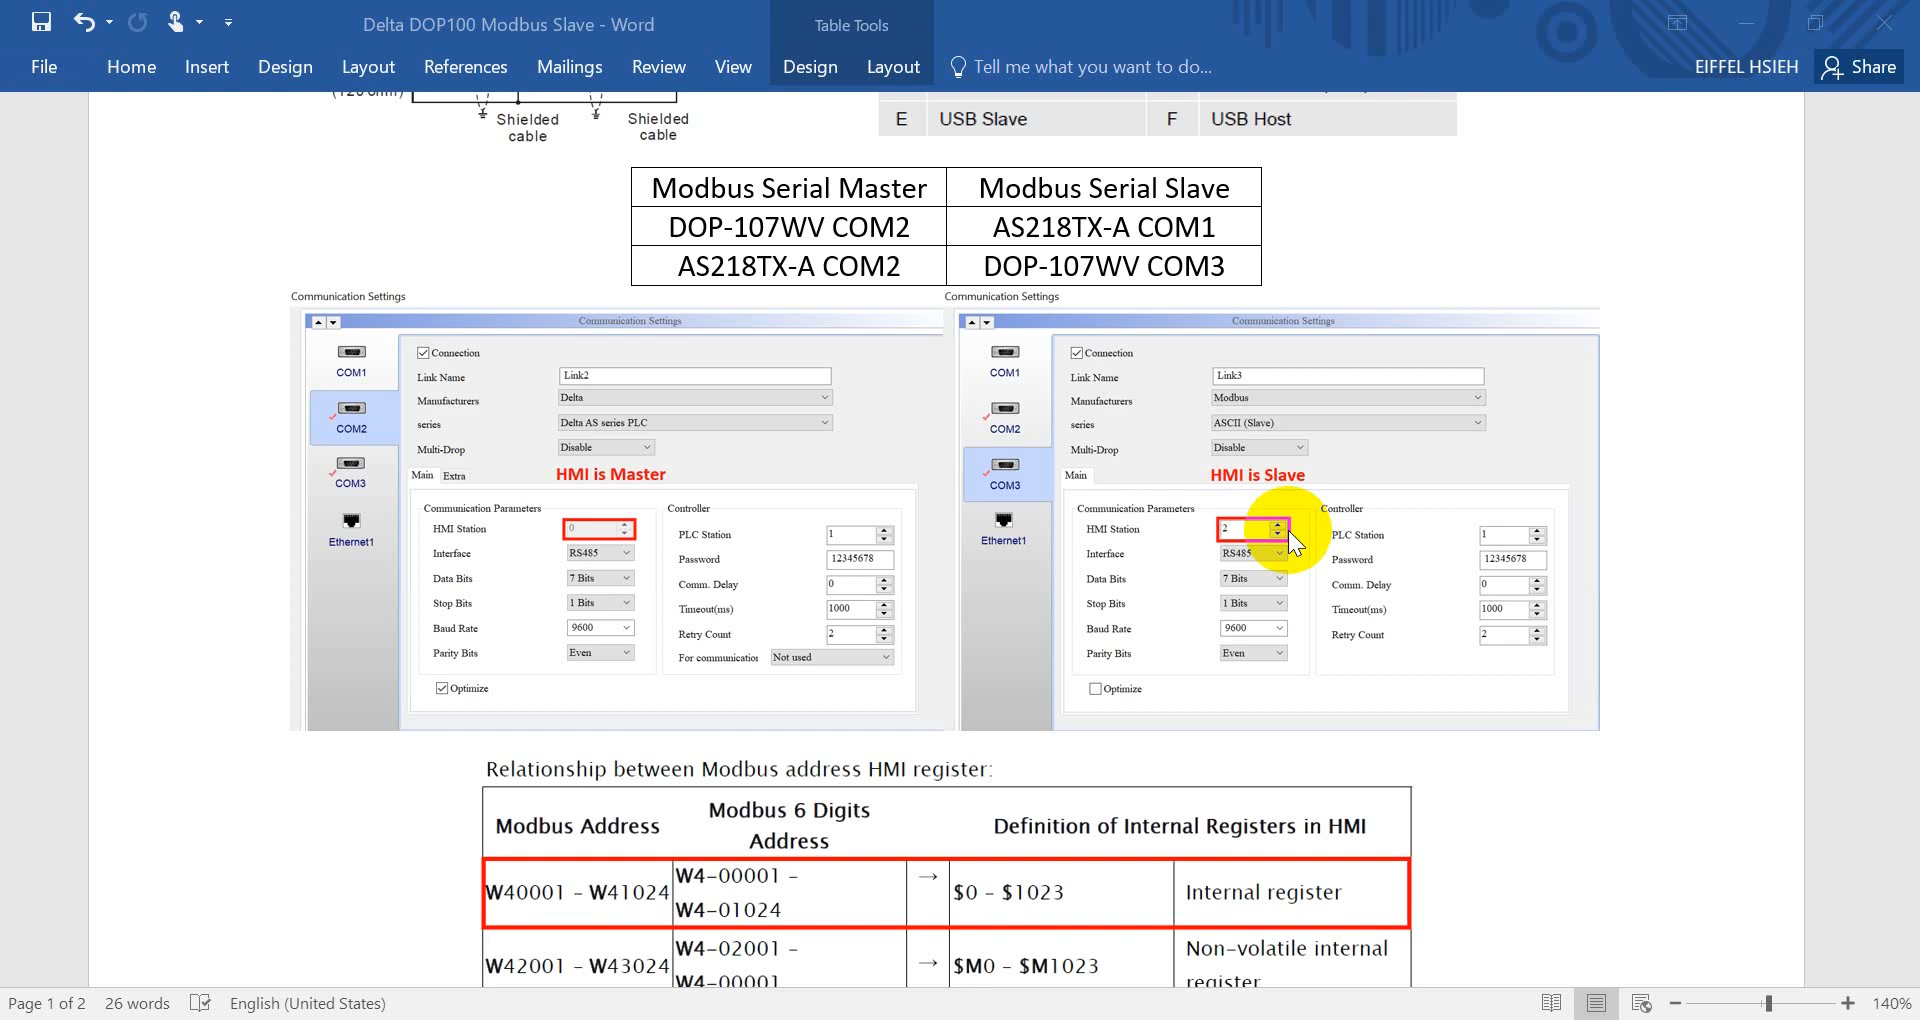 Delta DOP100 Modbus Slave - Word
Table Tools
File
Home
Insert
Design
Layout
References
Mailings
Review
View
Design
Layout
Tell me what you want to do...
EIFFEL HSIEH
Share
Shielded
cable
Shielded
cable
E USB Slave F USB Host
Modbus Serial Master Modbus Serial Slave
DOP-107WV COM2 AS218TX-A COM1
AS218TX-A COM2 DOP-107WV COM3
Communication Settings
Communication Settings
COM1
COM2
COM3
Ethernet1
Connection
Link Name Link2
Manufacturers Delta
series Delta AS series PLC
Multi-Drop Disable
Main Extra HMI is Master
Communication Parameters
HMI Station 0
Interface RS485
Data Bits 7 Bits
Stop Bits 1 Bits
Baud Rate 9600
Parity Bits Even
Optimize
Controller
PLC Station 1
Password 12345678
Comm. Delay 0
Timeout(ms) 1000
Retry Count 2
For communication Not used
Communication Settings
Communication Settings
COM1
COM2
COM3
Ethernet1
Connection
Link Name Link3
Manufacturers Modbus
series ASCII (Slave)
Multi-Drop Disable
Main HMI is Slave
Communication Parameters
HMI Station 2
Interface RS485
Data Bits 7 Bits
Stop Bits 1 Bits
Baud Rate 9600
Parity Bits Even
Optimize
Controller
PLC Station 1
Password 12345678
Comm. Delay 0
Timeout(ms) 1000
Retry Count 2
Relationship between Modbus address HMI register:
Modbus Address
Modbus 6 Digits
Address
Definition of Internal Registers in HMI
W40001 - W41024
W4-00001 -
W4-01024
→
$0 - $1023
Internal register
W42001 - W43024
W4-02001 -
W4-00001
→
$M0 - $M1023
Non-volatile internal
register
Page 1 of 2
26 words
English (United States)
140%